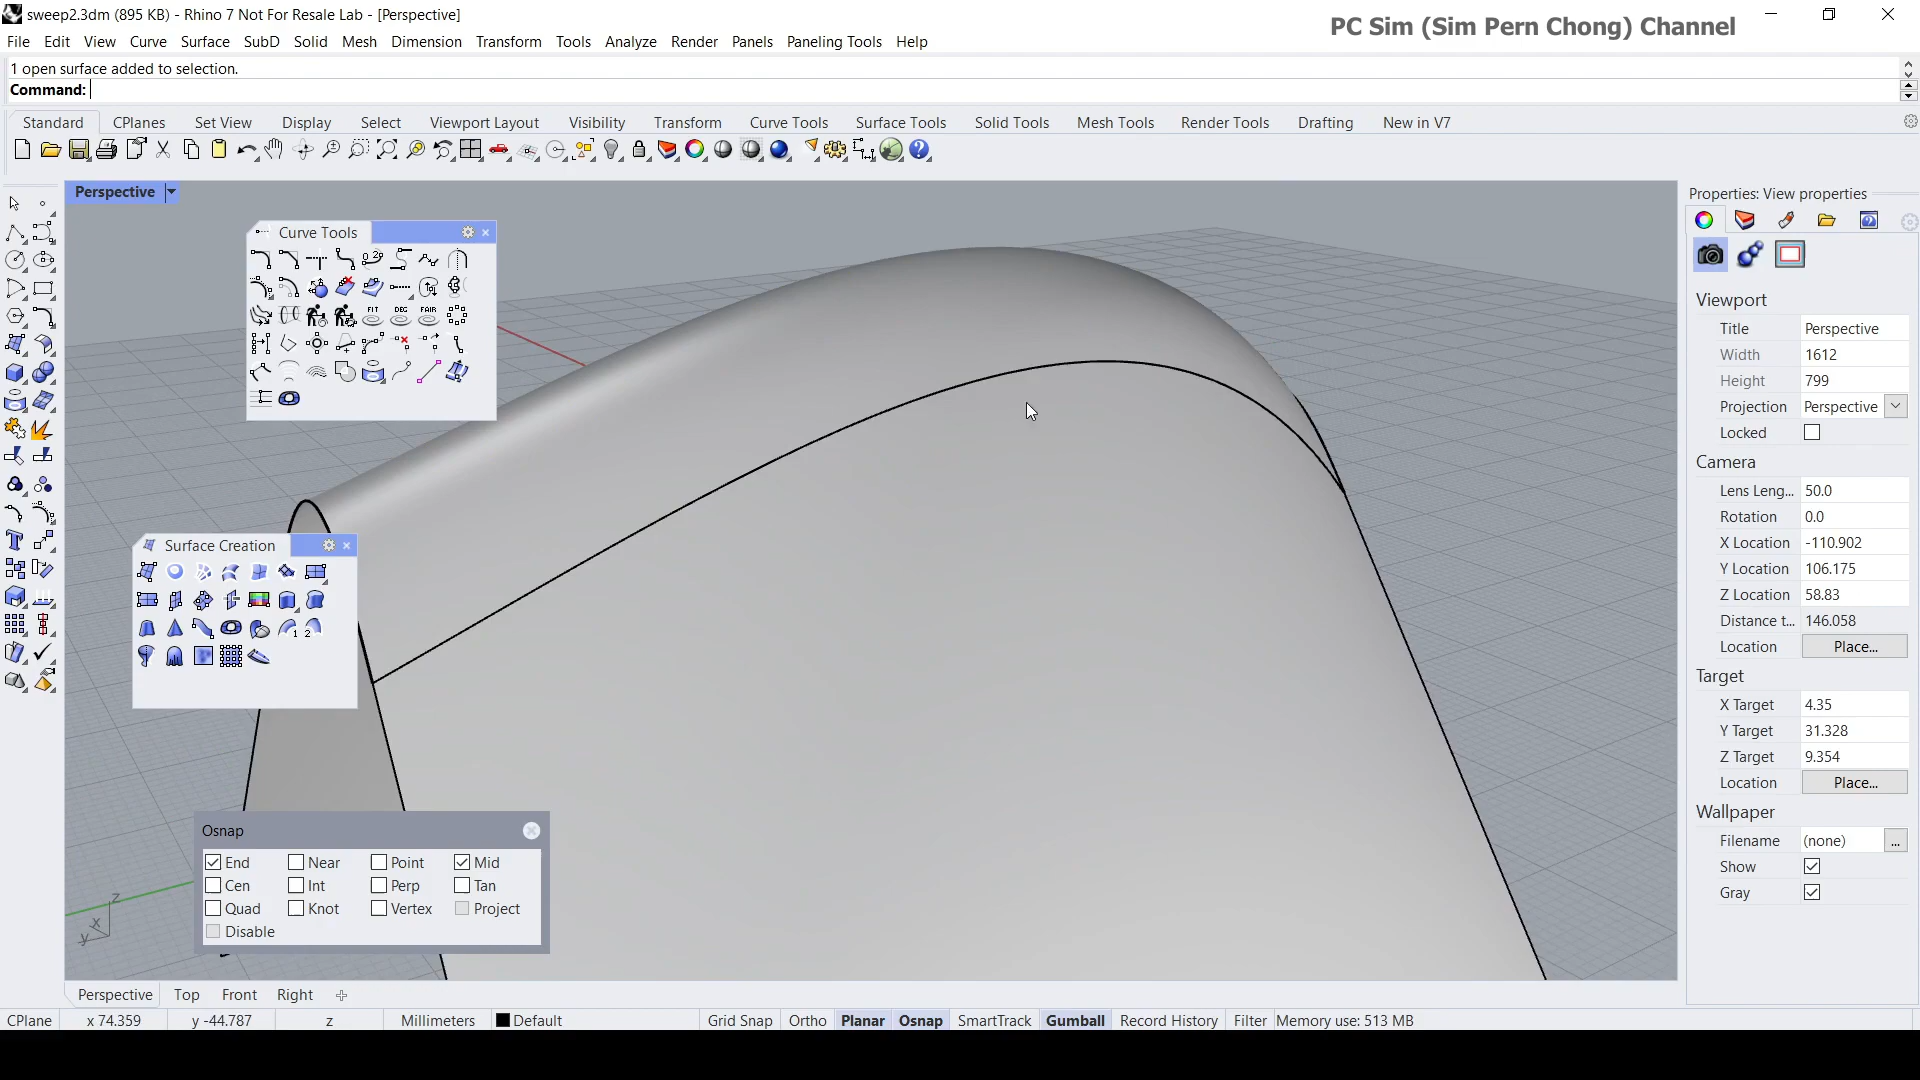 sweep2.3dm (895 KB) - Rhino 7 Not For Resale Lab - [Perspective]
PC Sim (Sim Pern Chong) Channel
File Edit View Curve Surface SubD Solid Mesh Dimension Transform Tools Analyze Render Panels Paneling Tools Help
1 open surface added to selection.
Command:
Standard CPlanes Set View Display Select Viewport Layout Visibility Transform Curve Tools Surface Tools Solid Tools Mesh Tools Render Tools Drafting New in V7
Perspective
Properties: View properties
Curve Tools
FIT DEG FAIR
Viewport
Title Perspective
Width 1612
Height 799
Projection Perspective
Locked
Camera
Lens Leng... 50.0
Rotation 0.0
X Location -110.902
Y Location 106.175
Z Location 58.83
Distance t... 146.058
Location Place...
Target
X Target 4.35
Y Target 31.328
Z Target 9.354
Location Place...
Wallpaper
Filename (none) ...
Show
Gray
Surface Creation
1 2
Osnap
End Near Point Mid
Cen Int Perp Tan
Quad Knot Vertex Project
Disable
z
x
y
Perspective Top Front Right
CPlane x 74.359 y -44.787 z Millimeters Default Grid Snap Ortho Planar Osnap SmartTrack Gumball Record History Filter Memory use: 513 MB